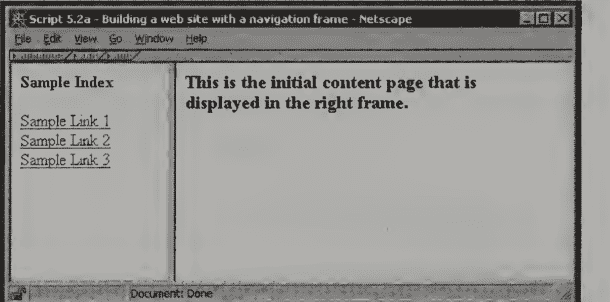 Script 5.2a - Building a web site with a navigation frame - Netscape
File Edit View Go Window Help
Sample Index
Sample Link 1
Sample Link 2
Sample Link 3
This is the initial content page that is
displayed in the right frame.
Document: Done